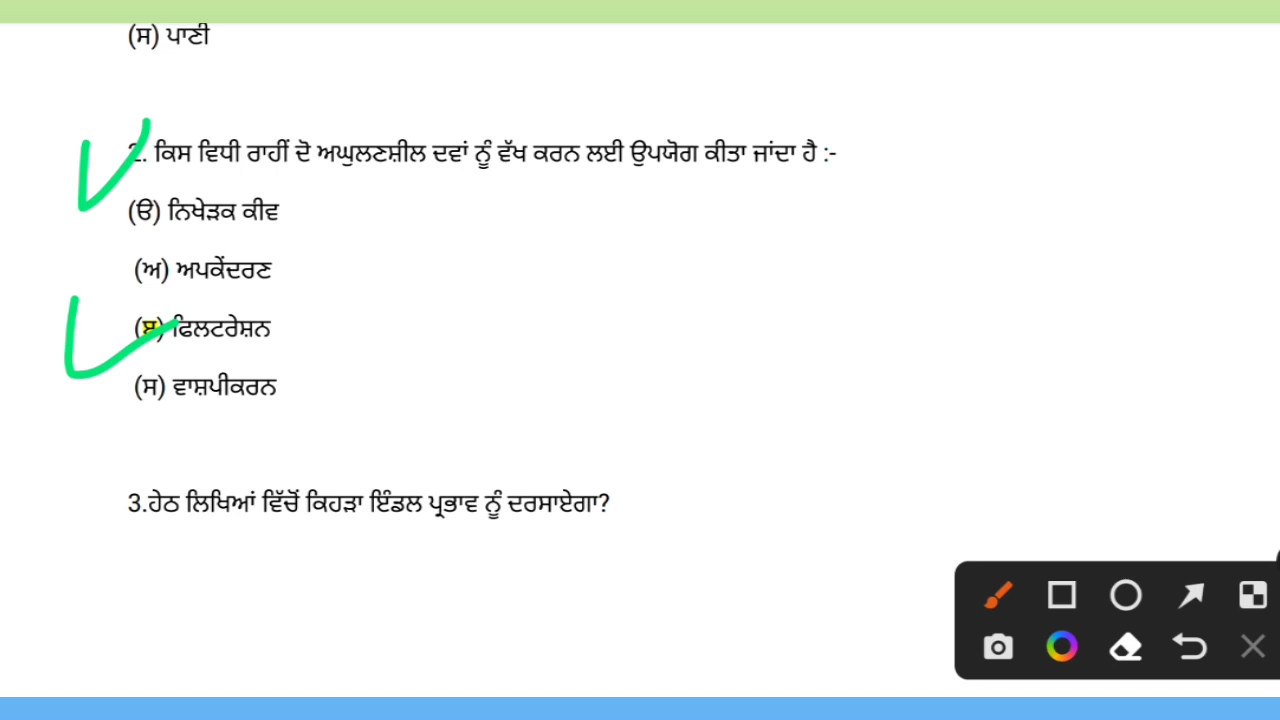 (ਸ) ਪਾਣੀ
2. ਕਿਸ ਵਿਧੀ ਰਾਹੀਂ ਦੋ ਅਘੁਲਣਸ਼ੀਲ ਦਵਾਂ ਨੂੰ ਵੱਖ ਕਰਨ ਲਈ ਉਪਯੋਗ ਕੀਤਾ ਜਾਂਦਾ ਹੈ :-
(ੳ) ਨਿਖੇੜਕ ਕੀਵ
(ਅ) ਅਪਕੇਂਦਰਣ
(ੲ) ਫਿਲਟਰੇਸ਼ਨ
(ਸ) ਵਾਸ਼ਪੀਕਰਨ
3.ਹੇਠ ਲਿਖਿਆਂ ਵਿੱਚੋਂ ਕਿਹੜਾ ਇੰਡਲ ਪ੍ਰਭਾਵ ਨੂੰ ਦਰਸਾਏਗਾ?